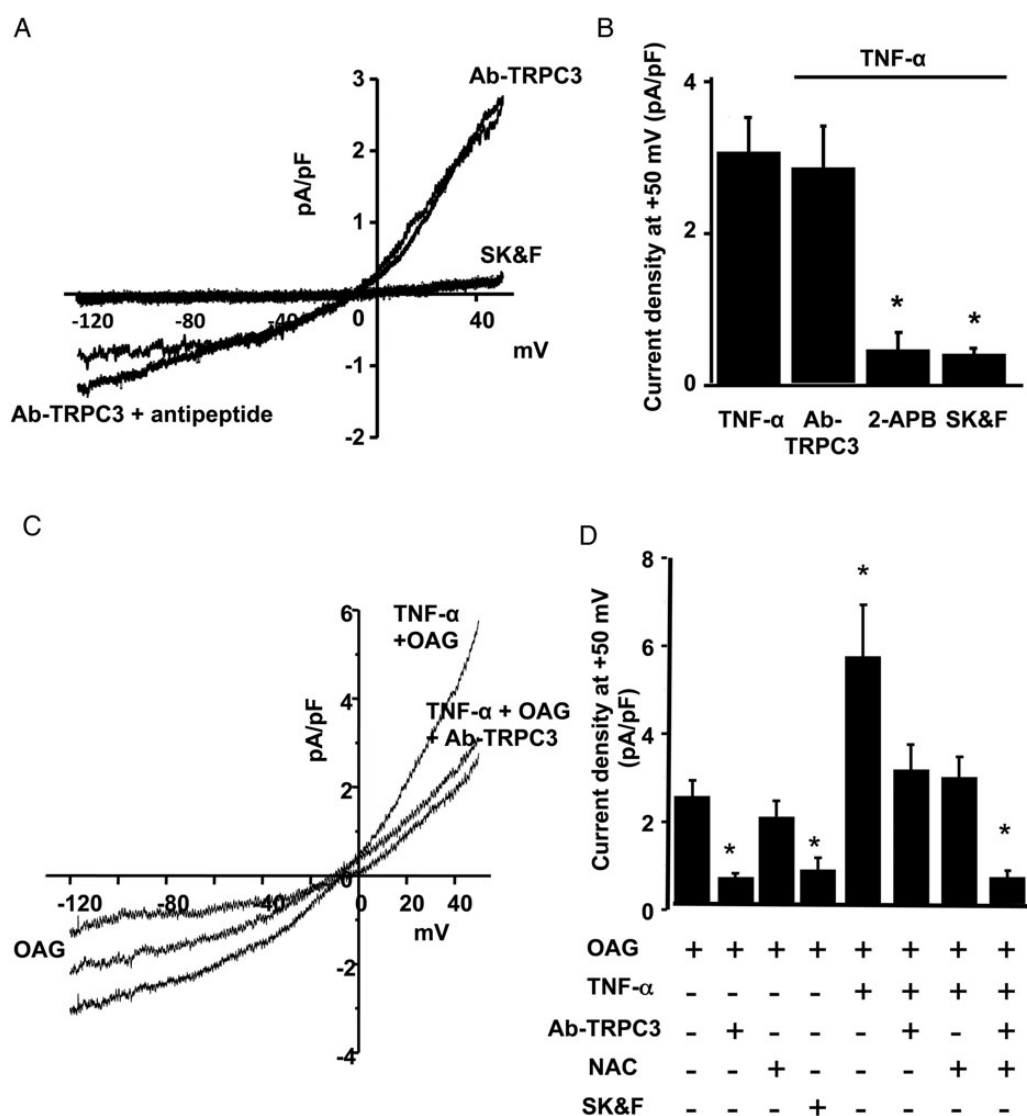 A
3
Ab-TRPC3
2
pA/pF
1
SK&F
-120
-80
-40
0
40
mV
-1
Ab-TRPC3 + antipeptide
-2
B
TNF-α
Current density at +50 mV (pA/pF)
4
2
0
*
*
TNF-α
Ab-
TRPC3
2-APB
SK&F
C
6
TNF-α
+OAG
4
TNF-α + OAG
+ Ab-TRPC3
pA/pF
2
-120
-80
-40
0
20
40
mV
OAG
-2
-4
D
Current density at +50 mV
(pA/pF)
8
6
4
2
0
*
*
*
*
OAG + + + + + + + +
TNF-α - - - - + + + +
Ab-TRPC3 - + - - - + - +
NAC - - + - - - + +
SK&F - - - + - - - -